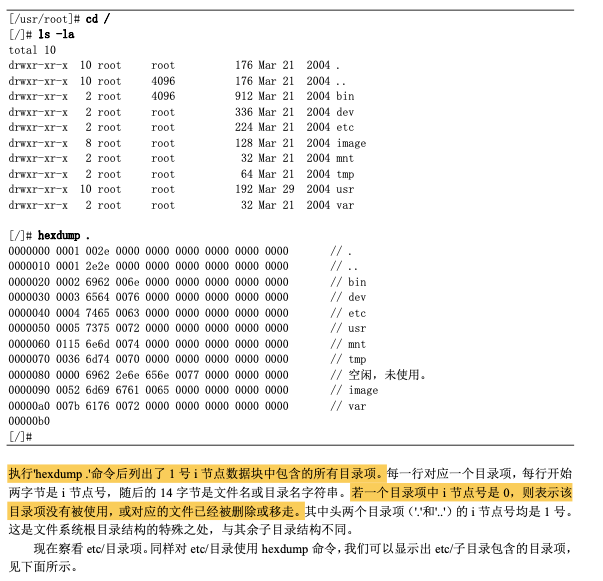 [/usr/root]# cd /
[/]# ls -la
total 10
drwxr-xr-x 10 root root 176 Mar 21 2004 .
drwxr-xr-x 10 root 4096 176 Mar 21 2004 ..
drwxr-xr-x 2 root 4096 912 Mar 21 2004 bin
drwxr-xr-x 2 root root 336 Mar 21 2004 dev
drwxr-xr-x 2 root root 224 Mar 21 2004 etc
drwxr-xr-x 8 root root 128 Mar 21 2004 image
drwxr-xr-x 2 root root 32 Mar 21 2004 mnt
drwxr-xr-x 2 root root 64 Mar 21 2004 tmp
drwxr-xr-x 10 root root 192 Mar 29 2004 usr
drwxr-xr-x 2 root root 32 Mar 21 2004 var
[/]# hexdump .
0000000 0001 002e 0000 0000 0000 0000 0000 0000 // .
0000010 0001 2e2e 0000 0000 0000 0000 0000 0000 // ..
0000020 0002 6962 006e 0000 0000 0000 0000 0000 // bin
0000030 0003 6564 0076 0000 0000 0000 0000 0000 // dev
0000040 0004 7465 0063 0000 0000 0000 0000 0000 // etc
0000050 0005 7375 0072 0000 0000 0000 0000 0000 // usr
0000060 0115 6e6d 0074 0000 0000 0000 0000 0000 // mnt
0000070 0036 6d74 0070 0000 0000 0000 0000 0000 // tmp
0000080 0000 6962 2e6e 656e 0077 0000 0000 0000 // 空闲，未使用。
0000090 0052 6d69 6761 0065 0000 0000 0000 0000 // image
00000a0 007b 6176 0072 0000 0000 0000 0000 0000 // var
00000b0
[/]#
执行'hexdump .'命令后列出了 1 号 i 节点数据块中包含的所有目录项。每一行对应一个目录项，每行开始
两字节是 i 节点号，随后的 14 字节是文件名或目录名字符串。若一个目录项中 i 节点号是 0，则表示该
目录项没有被使用，或对应的文件已经被删除或移走。其中头两个目录项（'.'和'..'）的 i 节点号均是 1 号。
这是文件系统根目录结构的特殊之处，与其余子目录结构不同。
现在察看 etc/目录项。同样对 etc/目录使用 hexdump 命令，我们可以显示出 etc/子目录包含的目录项，
见下面所示。